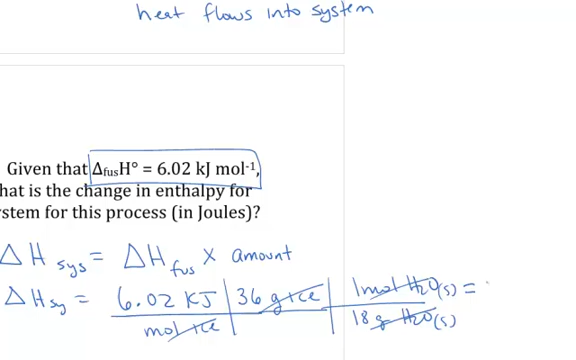 heat flows into system
Given that ΔfusH° = 6.02 kJ mol-1,
hat is the change in enthalpy for
stem for this process (in Joules)?
ΔH sys = ΔH fus x amount
ΔH sy = 6.02 KJ | 36 g ice | 1 mol H2O(s) =
mol ice | | 18 g H2O(s)